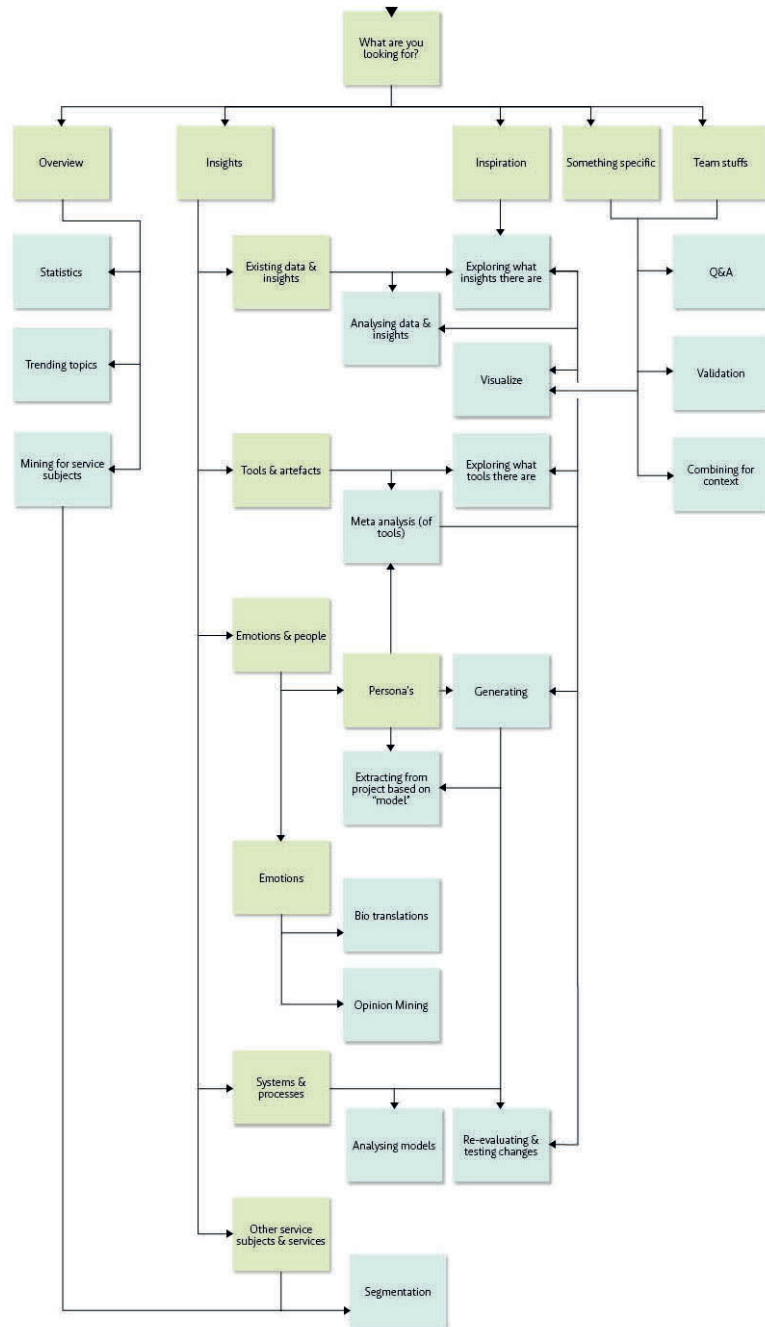 What are you
looking for?
Overview
Insights
Inspiration
Something specific
Team stuffs
Statistics
Existing data &
insights
Exploring what
insights there are
Q&A
Analysing data &
insights
Trending topics
Visualize
Validation
Mining for service
subjects
Tools & artefacts
Exploring what
tools there are
Combining for
context
Meta analysis (of
tools)
Emotions & people
Persona's
Generating
Extracting from
project based on
"model"
Emotions
Bio translations
Opinion Mining
Systems &
processes
Analysing models
Re-evaluating &
testing changes
Other service
subjects & services
Segmentation